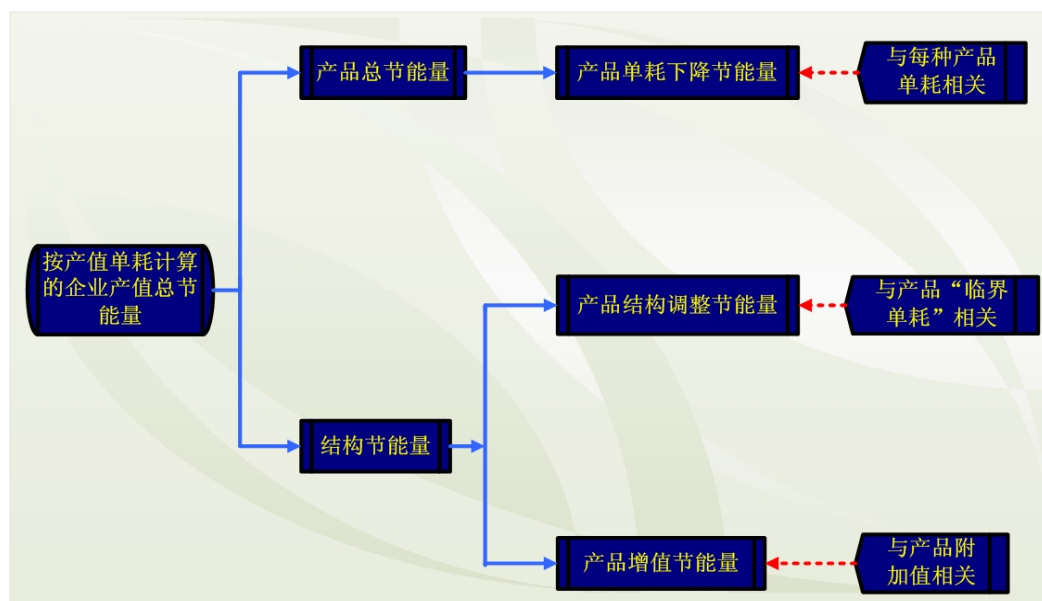 产品总节能量
产品单耗下降节能量
与每种产品
单耗相关
按产值单耗计算
的企业产值总节
能量
产品结构调整节能量
与产品“临界
单耗”相关
结构节能量
产品增值节能量
与产品附
加值相关